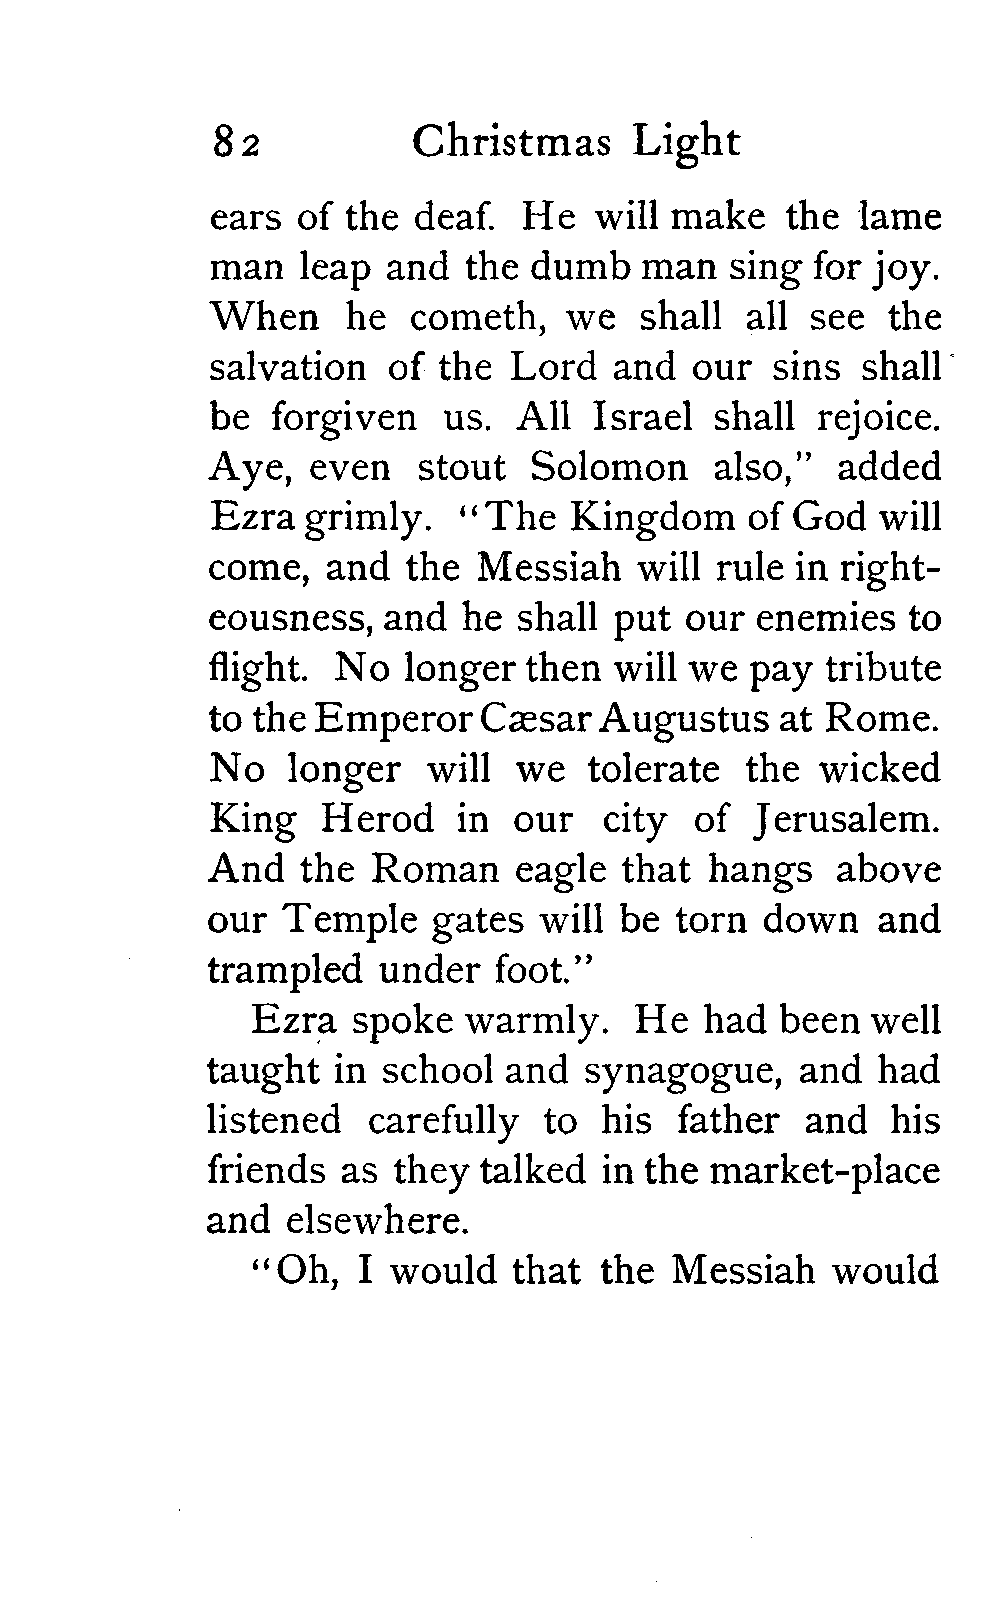 82 Christmas Light
ears of the deaf. He will make the lame
man leap and the dumb man sing for joy.
When he cometh, we shall all see the
salvation of the Lord and our sins shall
be forgiven us. All Israel shall rejoice.
Aye, even stout Solomon also," added
Ezra grimly. "The Kingdom of God will
come, and the Messiah will rule in right-
eousness, and he shall put our enemies to
flight. No longer then will we pay tribute
to the Emperor Cæsar Augustus at Rome.
No longer will we tolerate the wicked
King Herod in our city of Jerusalem.
And the Roman eagle that hangs above
our Temple gates will be torn down and
trampled under foot."
Ezra spoke warmly. He had been well
taught in school and synagogue, and had
listened carefully to his father and his
friends as they talked in the market-place
and elsewhere.
"Oh, I would that the Messiah would